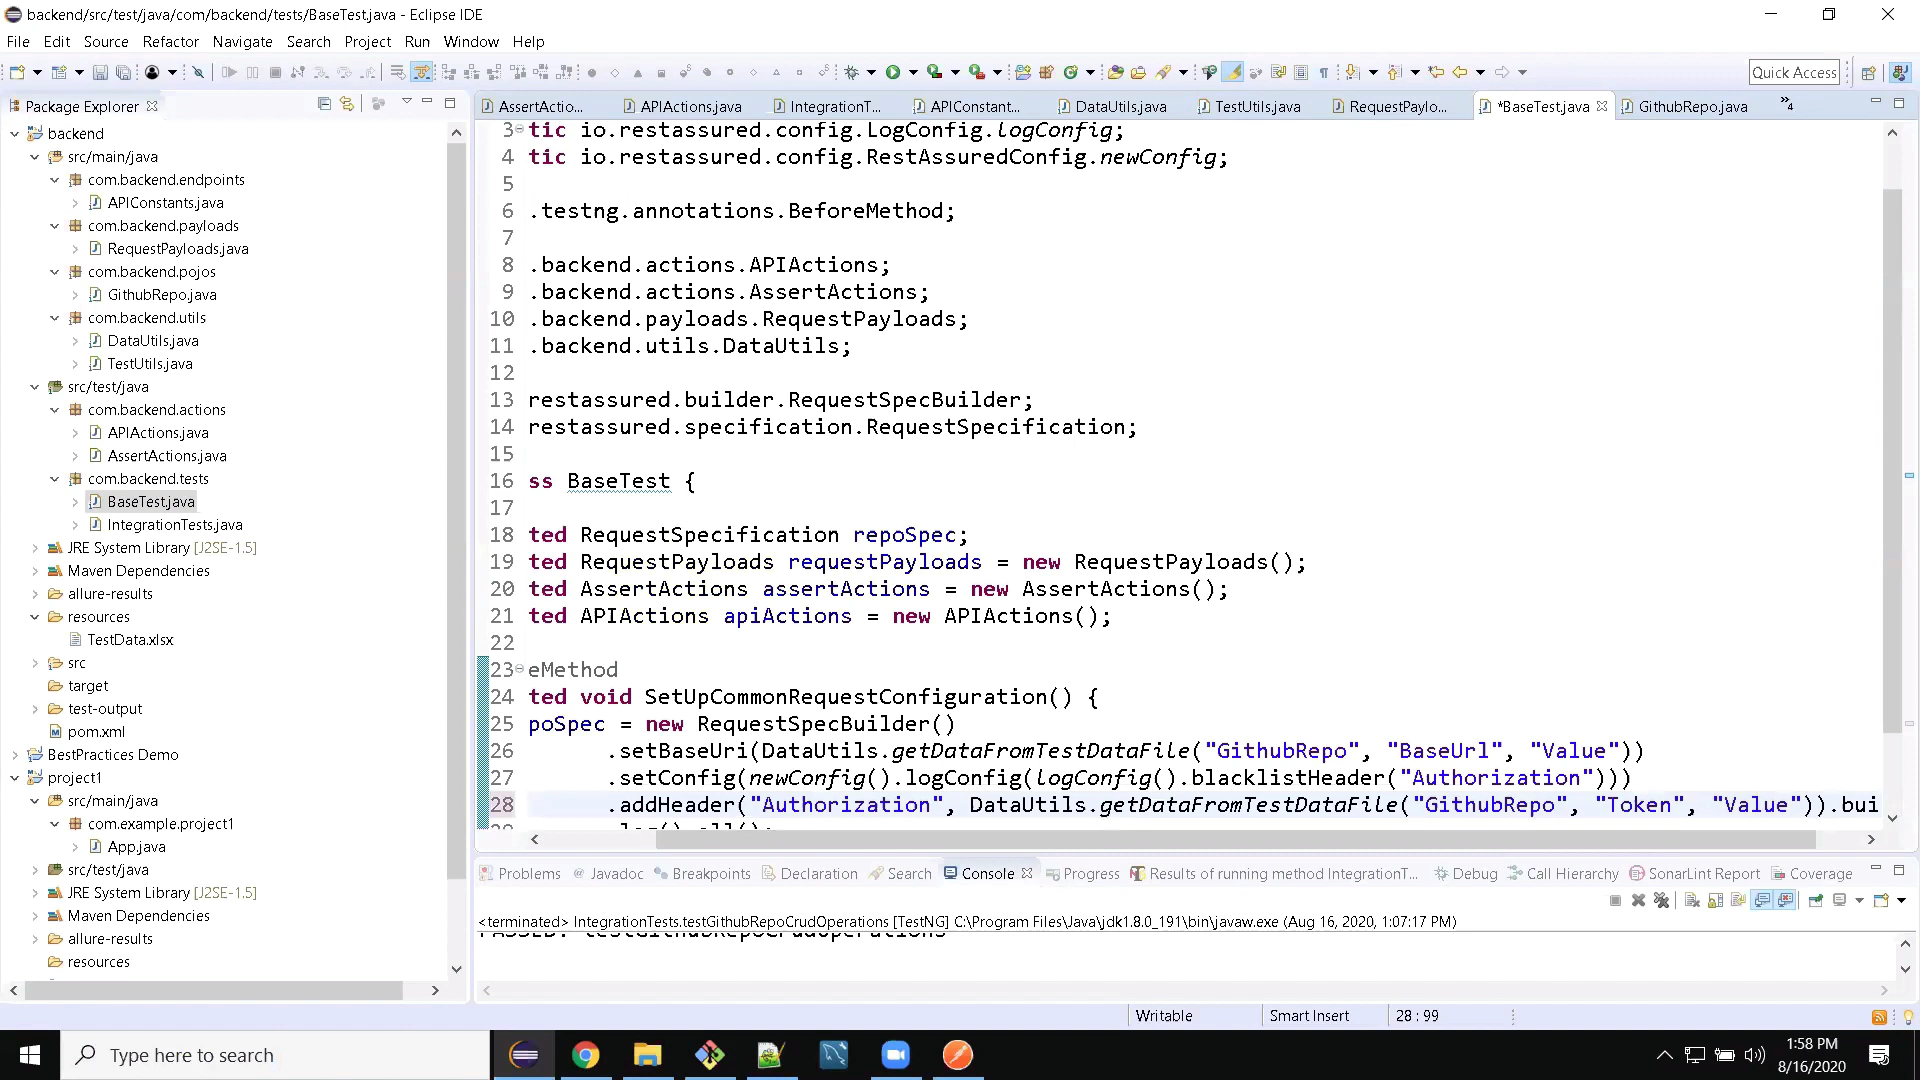 backend/src/test/java/com/backend/tests/BaseTest.java - Eclipse IDE
File Edit Source Refactor Navigate Search Project Run Window Help
Quick Access
Package Explorer
backend
src/main/java
com.backend.endpoints
APIConstants.java
com.backend.payloads
RequestPayloads.java
com.backend.pojos
GithubRepo.java
com.backend.utils
DataUtils.java
TestUtils.java
src/test/java
com.backend.actions
APIActions.java
AssertActions.java
com.backend.tests
BaseTest.java
IntegrationTests.java
JRE System Library [J2SE-1.5]
Maven Dependencies
allure-results
resources
TestData.xlsx
src
target
test-output
pom.xml
BestPractices Demo
project1
src/main/java
com.example.project1
App.java
src/test/java
JRE System Library [J2SE-1.5]
Maven Dependencies
allure-results
resources
AssertActio... APIActions.java IntegrationT... APIConstant... DataUtils.java TestUtils.java RequestPaylo... *BaseTest.java GithubRepo.java »4
3 tic io.restassured.config.LogConfig.logConfig;
4 tic io.restassured.config.RestAssuredConfig.newConfig;
5
6 .testng.annotations.BeforeMethod;
7
8 .backend.actions.APIActions;
9 .backend.actions.AssertActions;
10 .backend.payloads.RequestPayloads;
11 .backend.utils.DataUtils;
12
13 restassured.builder.RequestSpecBuilder;
14 restassured.specification.RequestSpecification;
15
16 ss BaseTest {
17
18 ted RequestSpecification repoSpec;
19 ted RequestPayloads requestPayloads = new RequestPayloads();
20 ted AssertActions assertActions = new AssertActions();
21 ted APIActions apiActions = new APIActions();
22
23 eMethod
24 ted void SetUpCommonRequestConfiguration() {
25 poSpec = new RequestSpecBuilder()
26 .setBaseUri(DataUtils.getDataFromTestDataFile("GithubRepo", "BaseUrl", "Value"))
27 .setConfig(newConfig().logConfig(logConfig().blacklistHeader("Authorization")))
28 .addHeader("Authorization", DataUtils.getDataFromTestDataFile("GithubRepo", "Token", "Value")).bui
Problems @ Javadoc Breakpoints Declaration Search Console Progress Results of running method IntegrationT... Debug Call Hierarchy SonarLint Report Coverage
<terminated> IntegrationTests.testGithubRepoCrudOperations [TestNG] C:\Program Files\Java\jdk1.8.0_191\bin\javaw.exe (Aug 16, 2020, 1:07:17 PM)
PASSED: testGithubRepoCrudOperations
Writable Smart Insert 28 : 99
Type here to search
1:58 PM
8/16/2020